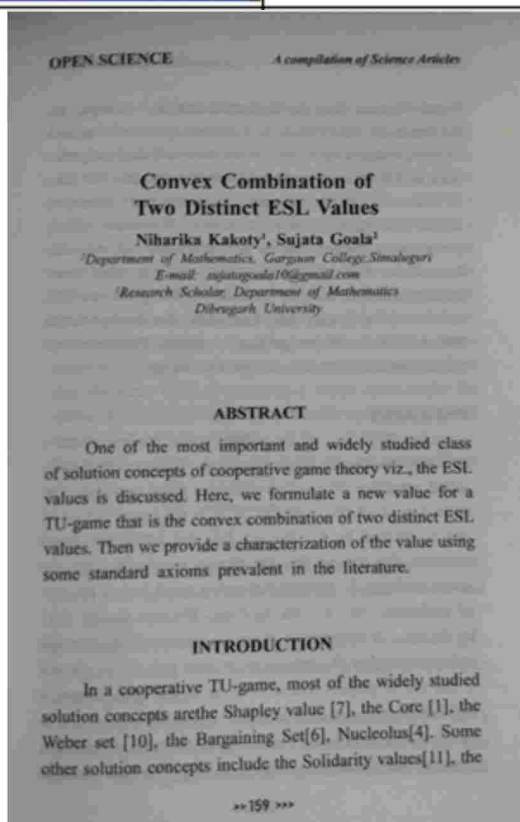 OPEN SCIENCE A compilation of Science Articles
Convex Combination of
Two Distinct ESL Values
Niharika Kakoty¹, Sujata Goala²
¹Department of Mathematics, Gargaon College, Simaluguri
E-mail: sujatagoala10@gmail.com
²Research Scholar, Department of Mathematics
Dibrugarh University
ABSTRACT
One of the most important and widely studied class
of solution concepts of cooperative game theory viz., the ESL
values is discussed. Here, we formulate a new value for a
TU-game that is the convex combination of two distinct ESL
values. Then we provide a characterization of the value using
some standard axioms prevalent in the literature.
INTRODUCTION
In a cooperative TU-game, most of the widely studied
solution concepts arethe Shapley value [7], the Core [1], the
Weber set [10], the Bargaining Set[6], Nucleolus[4]. Some
other solution concepts include the Solidarity values[11], the
>> 159 >>>